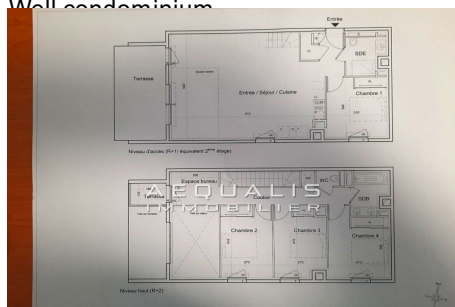 Well condominium
Entrée
SDE
Terrasse
Entrée / Séjour / Cuisine
Chambre 1
Niveau d'accès (R+1/ équivalent 2ème étage)
Espace bureau
WC
Terrasse
Couloir
SDB
AEQUALIS
IMMOBILIER
Chambre 2
Chambre 3
Chambre 4
Niveau haut (R+2)